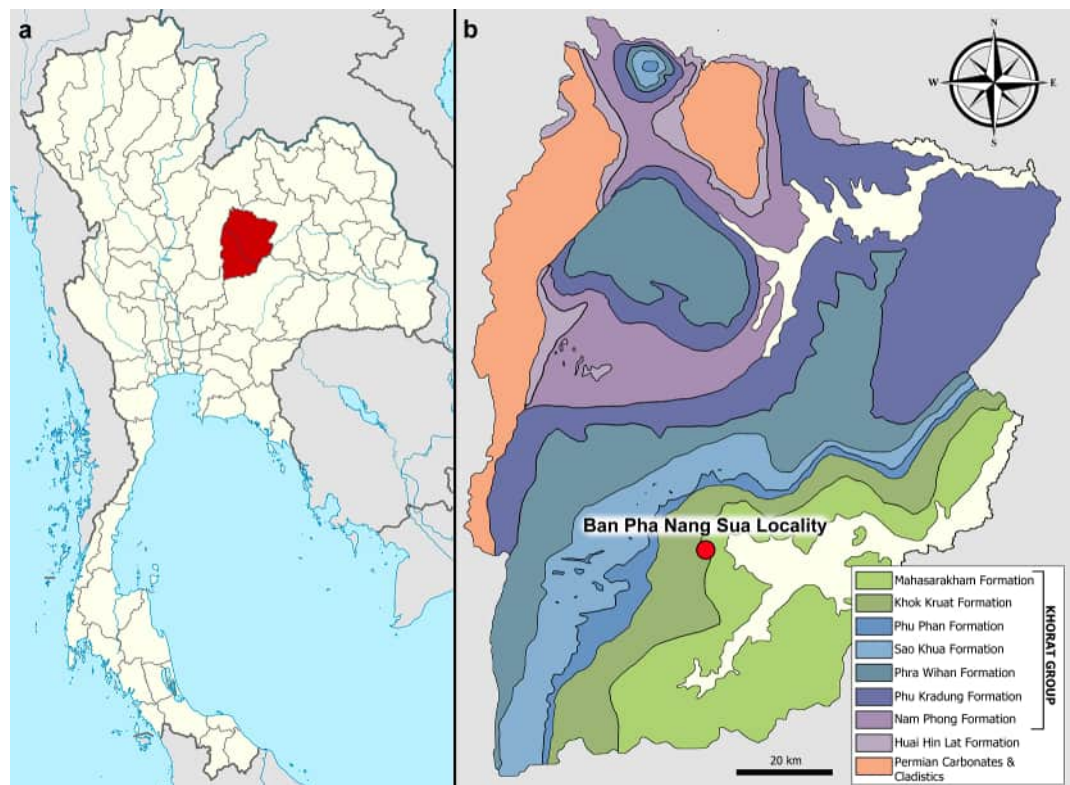 a
b
N
W
E
S
Ban Pha Nang Sua Locality
Mahasarakham Formation
Khok Kruat Formation
Phu Phan Formation
Sao Khua Formation
Phra Wihan Formation
Phu Kradung Formation
Nam Phong Formation
Huai Hin Lat Formation
Permian Carbonates &
Cladistics
KHORAT GROUP
20 km